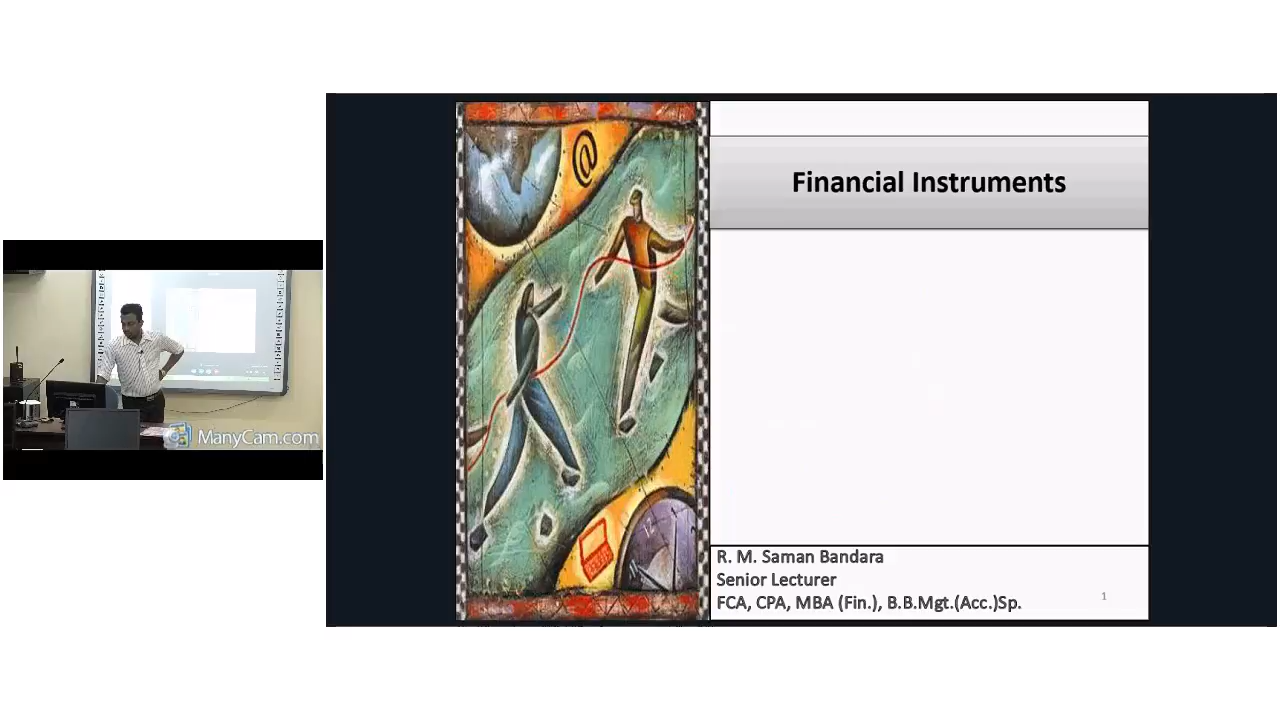 Financial Instruments
R. M. Saman Bandara
Senior Lecturer
FCA, CPA, MBA (Fin.), B.B.Mgt.(Acc.)Sp.
1
@
ManyCam.com